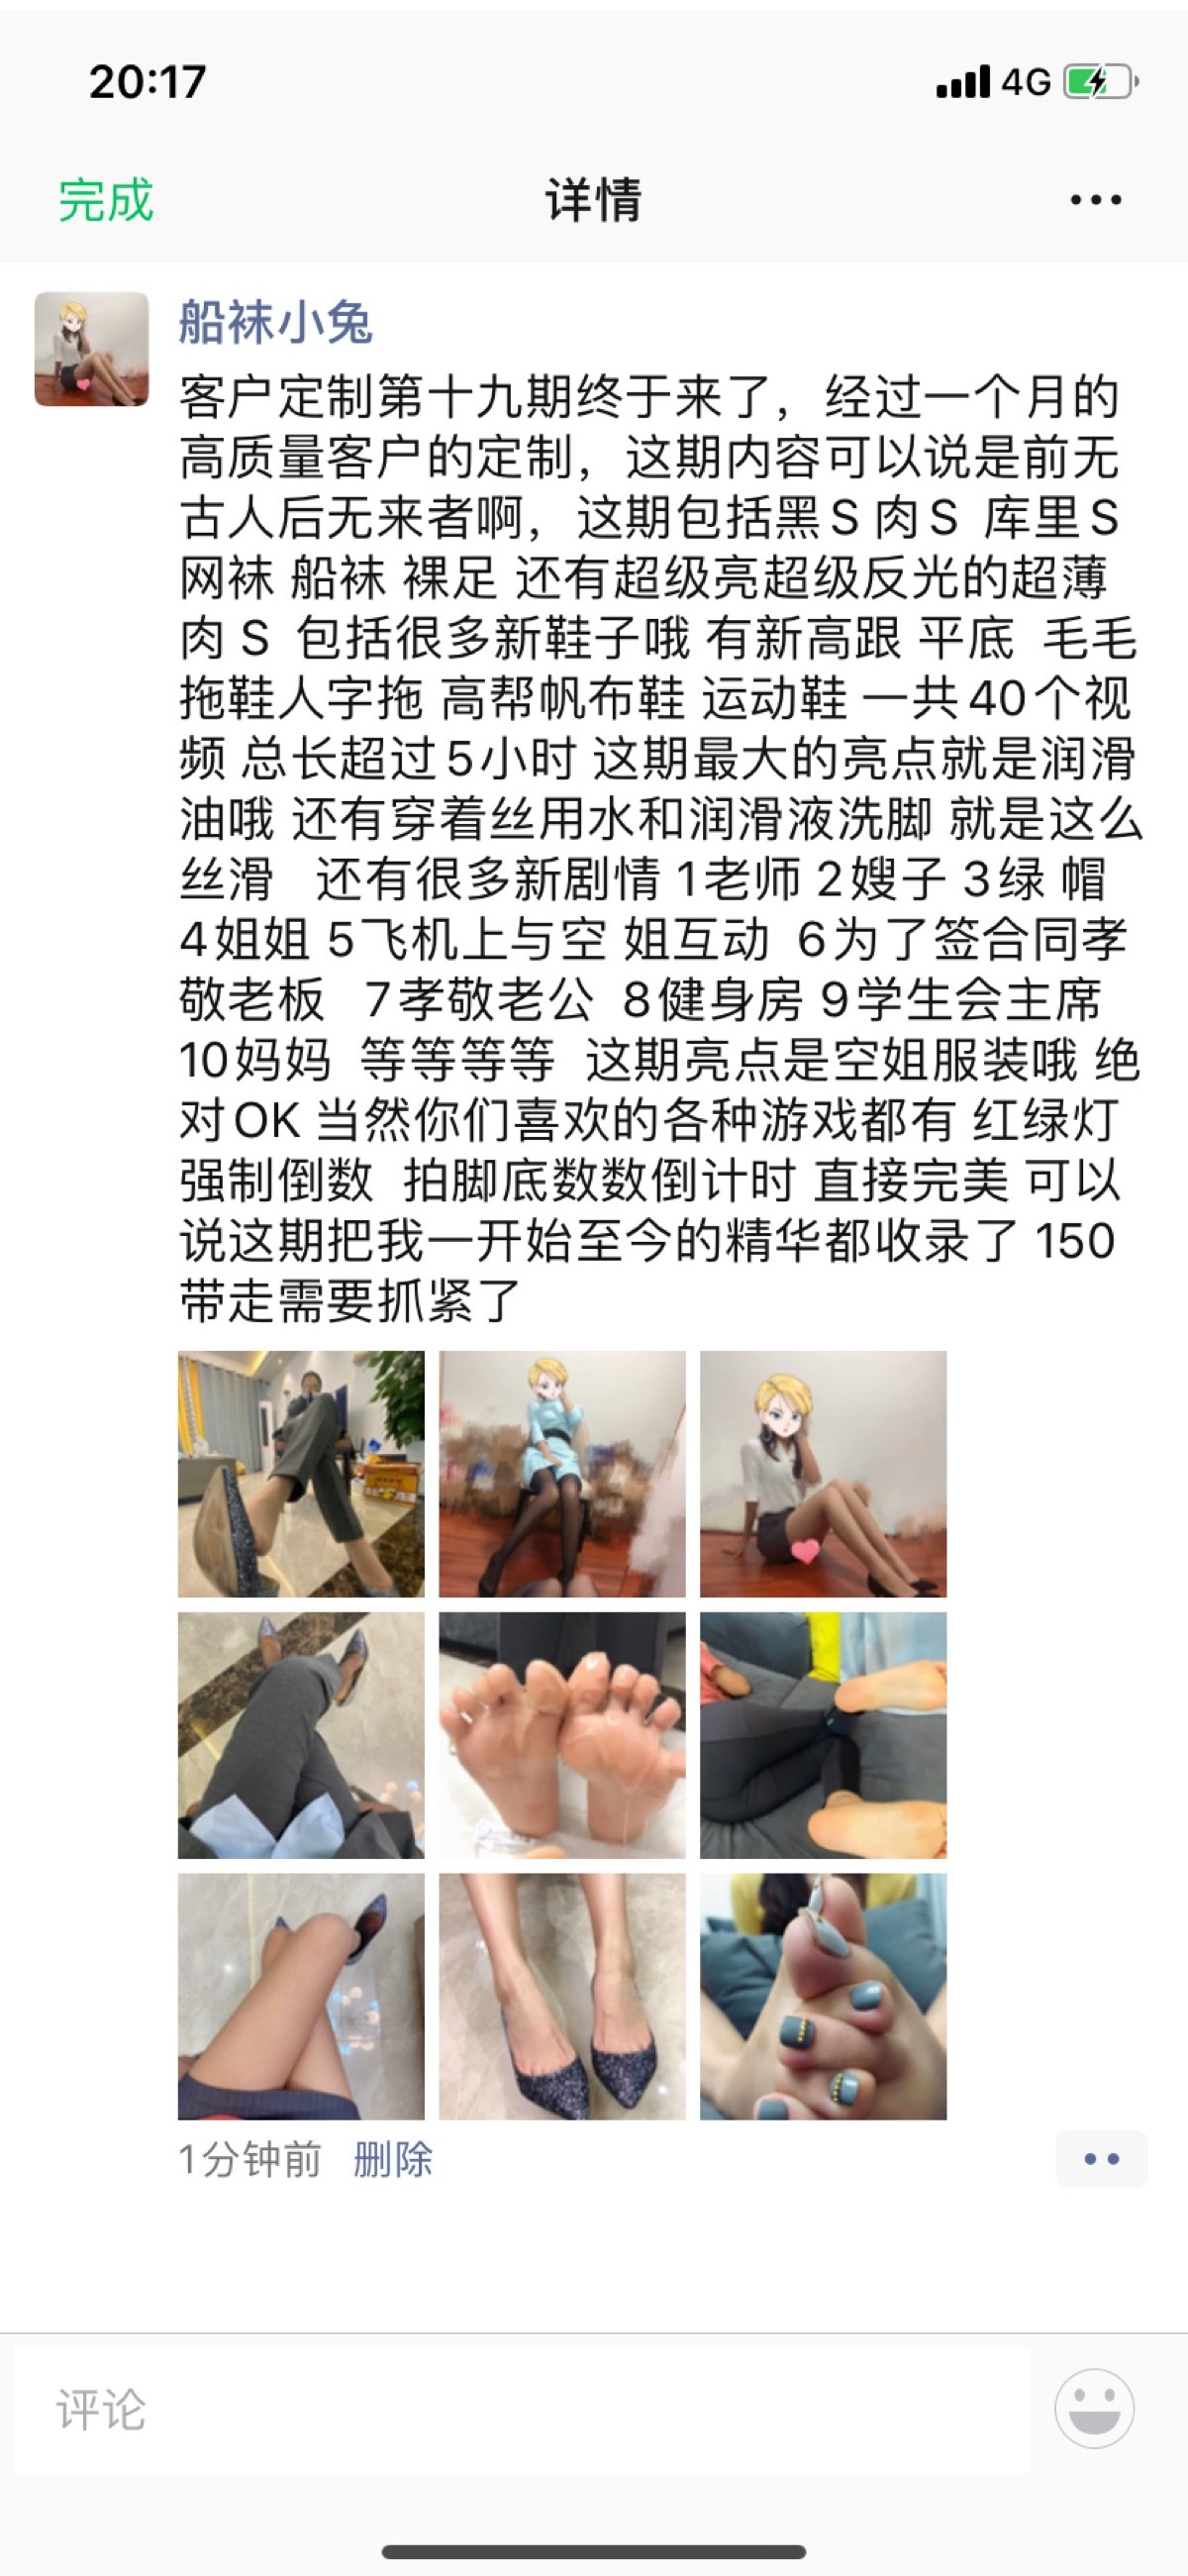 20:17
4G
完成
详情
船袜小兔
客户定制第十九期终于来了，经过一个月的
高质量客户的定制，这期内容可以说是前无
古人后无来者啊，这期包括黑S 肉S 库里S
网袜 船袜 裸足 还有超级亮超级反光的超薄
肉 S 包括很多新鞋子哦 有新高跟 平底 毛毛
拖鞋人字拖 高帮帆布鞋 运动鞋 一共40个视
频 总长超过5小时 这期最大的亮点就是润滑
油哦 还有穿着丝用水和润滑液洗脚 就是这么
丝滑 还有很多新剧情 1老师 2嫂子 3绿 帽
4姐姐 5飞机上与空 姐互动 6为了签合同孝
敬老板 7孝敬老公 8健身房 9学生会主席
10妈妈 等等等等 这期亮点是空姐服装哦 绝
对OK 当然你们喜欢的各种游戏都有 红绿灯
强制倒数 拍脚底数数倒计时 直接完美 可以
说这期把我一开始至今的精华都收录了 150
带走需要抓紧了
1分钟前 删除
评论